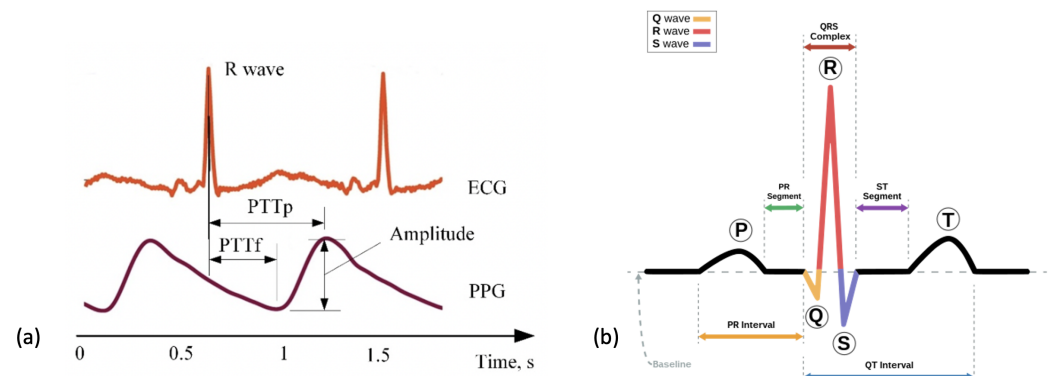 R wave
ECG
PTTp
Amplitude
PTTf
PPG
(a)
0
0.5
1
1.5
Time, s
Q wave
R wave
S wave
QRS
Complex
R
PR
Segment
ST
Segment
P
T
Q
S
PR Interval
(b)
Baseline
QT Interval